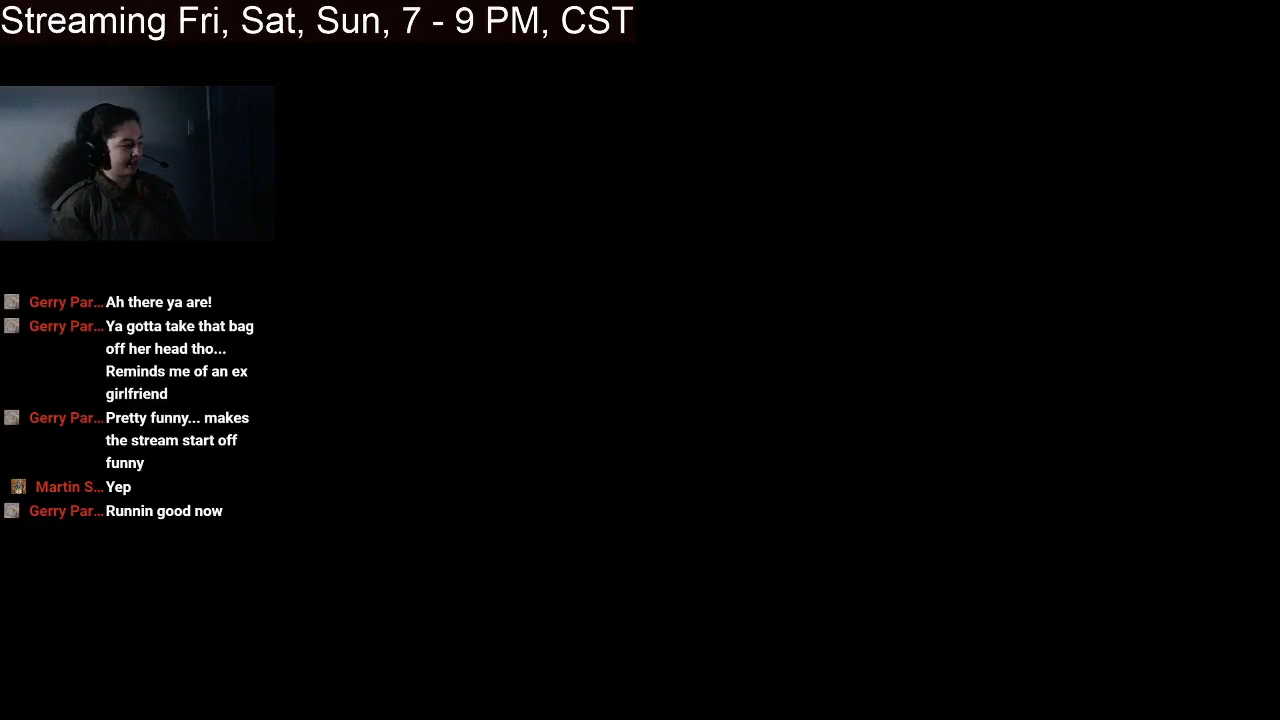 Streaming Fri, Sat, Sun, 7 - 9 PM, CST
Gerry Par... Ah there ya are!
Gerry Par... Ya gotta take that bag
off her head tho...
Reminds me of an ex
girlfriend
Gerry Par... Pretty funny... makes
the stream start off
funny
Martin S... Yep
Gerry Par... Runnin good now